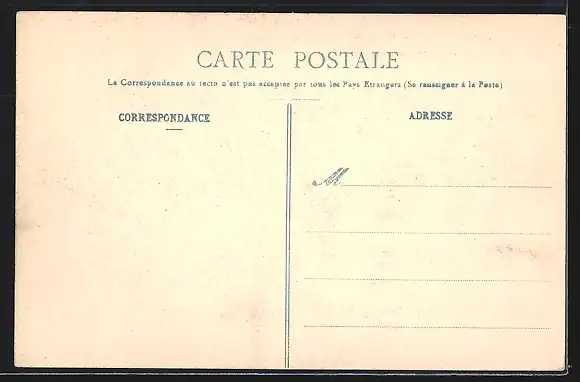 CARTE POSTALE
La Correspondance au recto n'est pas acceptée par tous les Pays Etrangers (Se renseigner à la Poste)
CORRESPONDANCE
ADRESSE
M